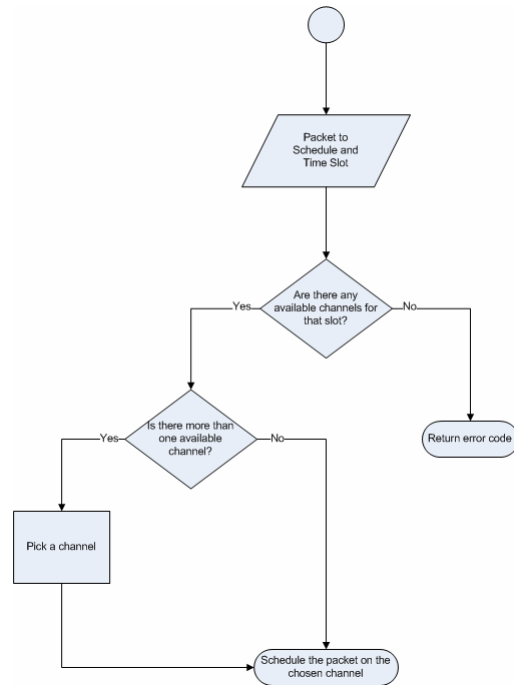 Packet to
Schedule and
Time Slot
Are there any
available channels for
that slot?
Yes
No
Is there more than
one available
channel?
Return error code
Yes
No
Pick a channel
Schedule the packet on the
chosen channel